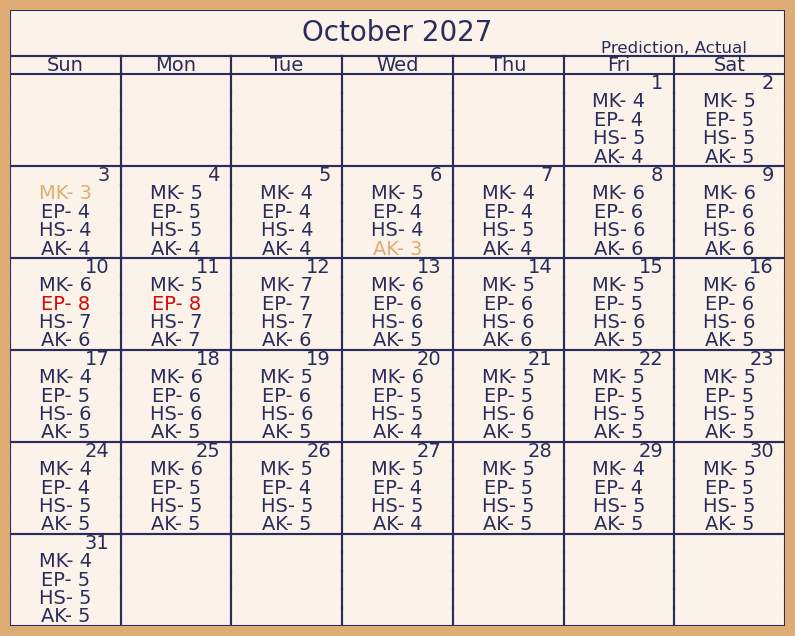 October 2027
Prediction, Actual
Sun Mon Tue Wed Thu Fri Sat
1 2
MK- 4 MK- 5
EP- 4 EP- 5
HS- 5 HS- 5
AK- 4 AK- 5
3 4 5 6 7 8 9
MK- 3 MK- 5 MK- 4 MK- 5 MK- 4 MK- 6 MK- 6
EP- 4 EP- 5 EP- 4 EP- 4 EP- 4 EP- 6 EP- 6
HS- 4 HS- 5 HS- 4 HS- 4 HS- 5 HS- 6 HS- 6
AK- 4 AK- 4 AK- 4 AK- 3 AK- 4 AK- 6 AK- 6
10 11 12 13 14 15 16
MK- 6 MK- 5 MK- 7 MK- 6 MK- 5 MK- 5 MK- 6
EP- 8 EP- 8 EP- 7 EP- 6 EP- 6 EP- 5 EP- 6
HS- 7 HS- 7 HS- 7 HS- 6 HS- 6 HS- 6 HS- 6
AK- 6 AK- 7 AK- 6 AK- 5 AK- 6 AK- 5 AK- 5
17 18 19 20 21 22 23
MK- 4 MK- 6 MK- 5 MK- 6 MK- 5 MK- 5 MK- 5
EP- 5 EP- 6 EP- 6 EP- 5 EP- 5 EP- 5 EP- 5
HS- 6 HS- 6 HS- 6 HS- 5 HS- 6 HS- 5 HS- 5
AK- 5 AK- 5 AK- 5 AK- 4 AK- 5 AK- 5 AK- 5
24 25 26 27 28 29 30
MK- 4 MK- 6 MK- 5 MK- 5 MK- 5 MK- 4 MK- 5
EP- 4 EP- 5 EP- 4 EP- 4 EP- 5 EP- 4 EP- 5
HS- 5 HS- 5 HS- 5 HS- 5 HS- 5 HS- 5 HS- 5
AK- 5 AK- 5 AK- 5 AK- 4 AK- 5 AK- 5 AK- 5
31
MK- 4
EP- 5
HS- 5
AK- 5